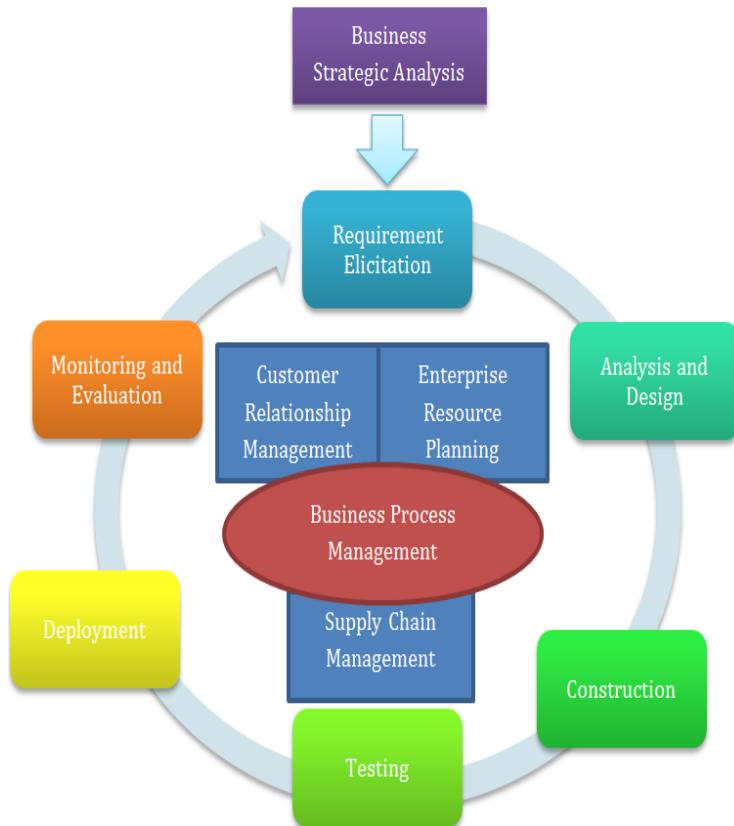 Business
Strategic Analysis
Requirement
Elicitation
Monitoring and
Evaluation
Analysis and
Design
Customer
Relationship
Management
Enterprise
Resource
Planning
Business Process
Management
Deployment
Supply Chain
Management
Construction
Testing